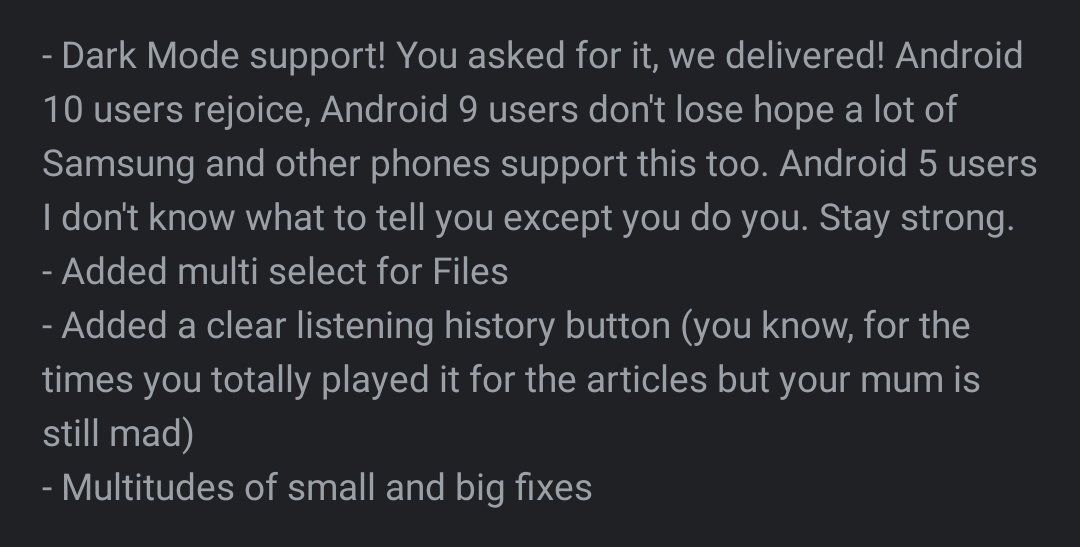 - Dark Mode support! You asked for it, we delivered! Android
10 users rejoice, Android 9 users don't lose hope a lot of
Samsung and other phones support this too. Android 5 users
I don't know what to tell you except you do you. Stay strong.
- Added multi select for Files
- Added a clear listening history button (you know, for the
times you totally played it for the articles but your mum is
still mad)
- Multitudes of small and big fixes